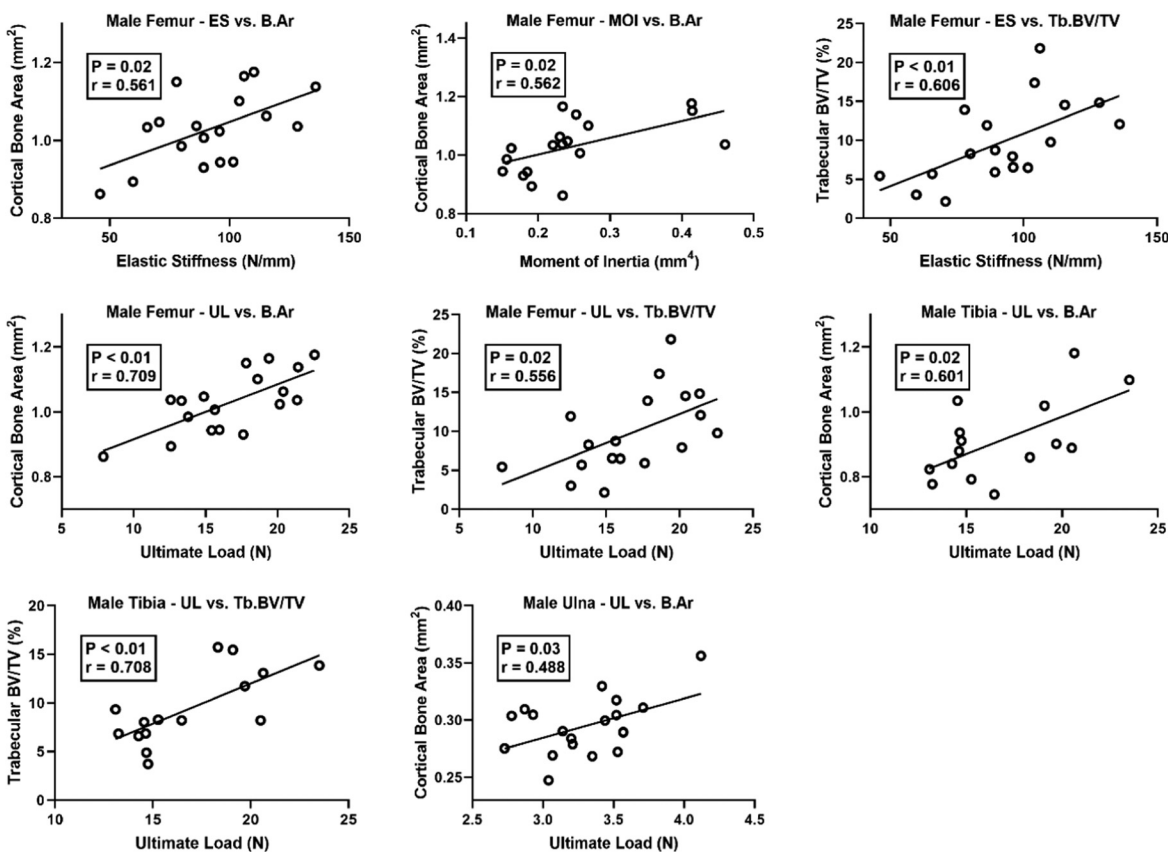 Male Femur - ES vs. B.Ar
Cortical Bone Area (mm²)
P = 0.02
r = 0.561
1.2
1.0
0.8
50 100 150
Elastic Stiffness (N/mm)
Male Femur - MOI vs. B.Ar
Cortical Bone Area (mm²)
P = 0.02
r = 0.562
1.4
1.2
1.0
0.8
0.1 0.2 0.3 0.4 0.5
Moment of Inertia (mm⁴)
Male Femur - ES vs. Tb.BV/TV
Trabecular BV/TV (%)
P < 0.01
r = 0.606
25
20
15
10
5
0
50 100 150
Elastic Stiffness (N/mm)
Male Femur - UL vs. B.Ar
Cortical Bone Area (mm²)
P < 0.01
r = 0.709
1.2
1.0
0.8
5 10 15 20 25
Ultimate Load (N)
Male Femur - UL vs. Tb.BV/TV
Trabecular BV/TV (%)
P = 0.02
r = 0.556
25
20
15
10
5
0
5 10 15 20 25
Ultimate Load (N)
Male Tibia - UL vs. B.Ar
Cortical Bone Area (mm²)
P = 0.02
r = 0.601
1.2
1.0
0.8
10 15 20 25
Ultimate Load (N)
Male Tibia - UL vs. Tb.BV/TV
Trabecular BV/TV (%)
P < 0.01
r = 0.708
20
15
10
5
0
10 15 20 25
Ultimate Load (N)
Male Ulna - UL vs. B.Ar
Cortical Bone Area (mm²)
P = 0.03
r = 0.488
0.40
0.35
0.30
0.25
2.5 3.0 3.5 4.0 4.5
Ultimate Load (N)